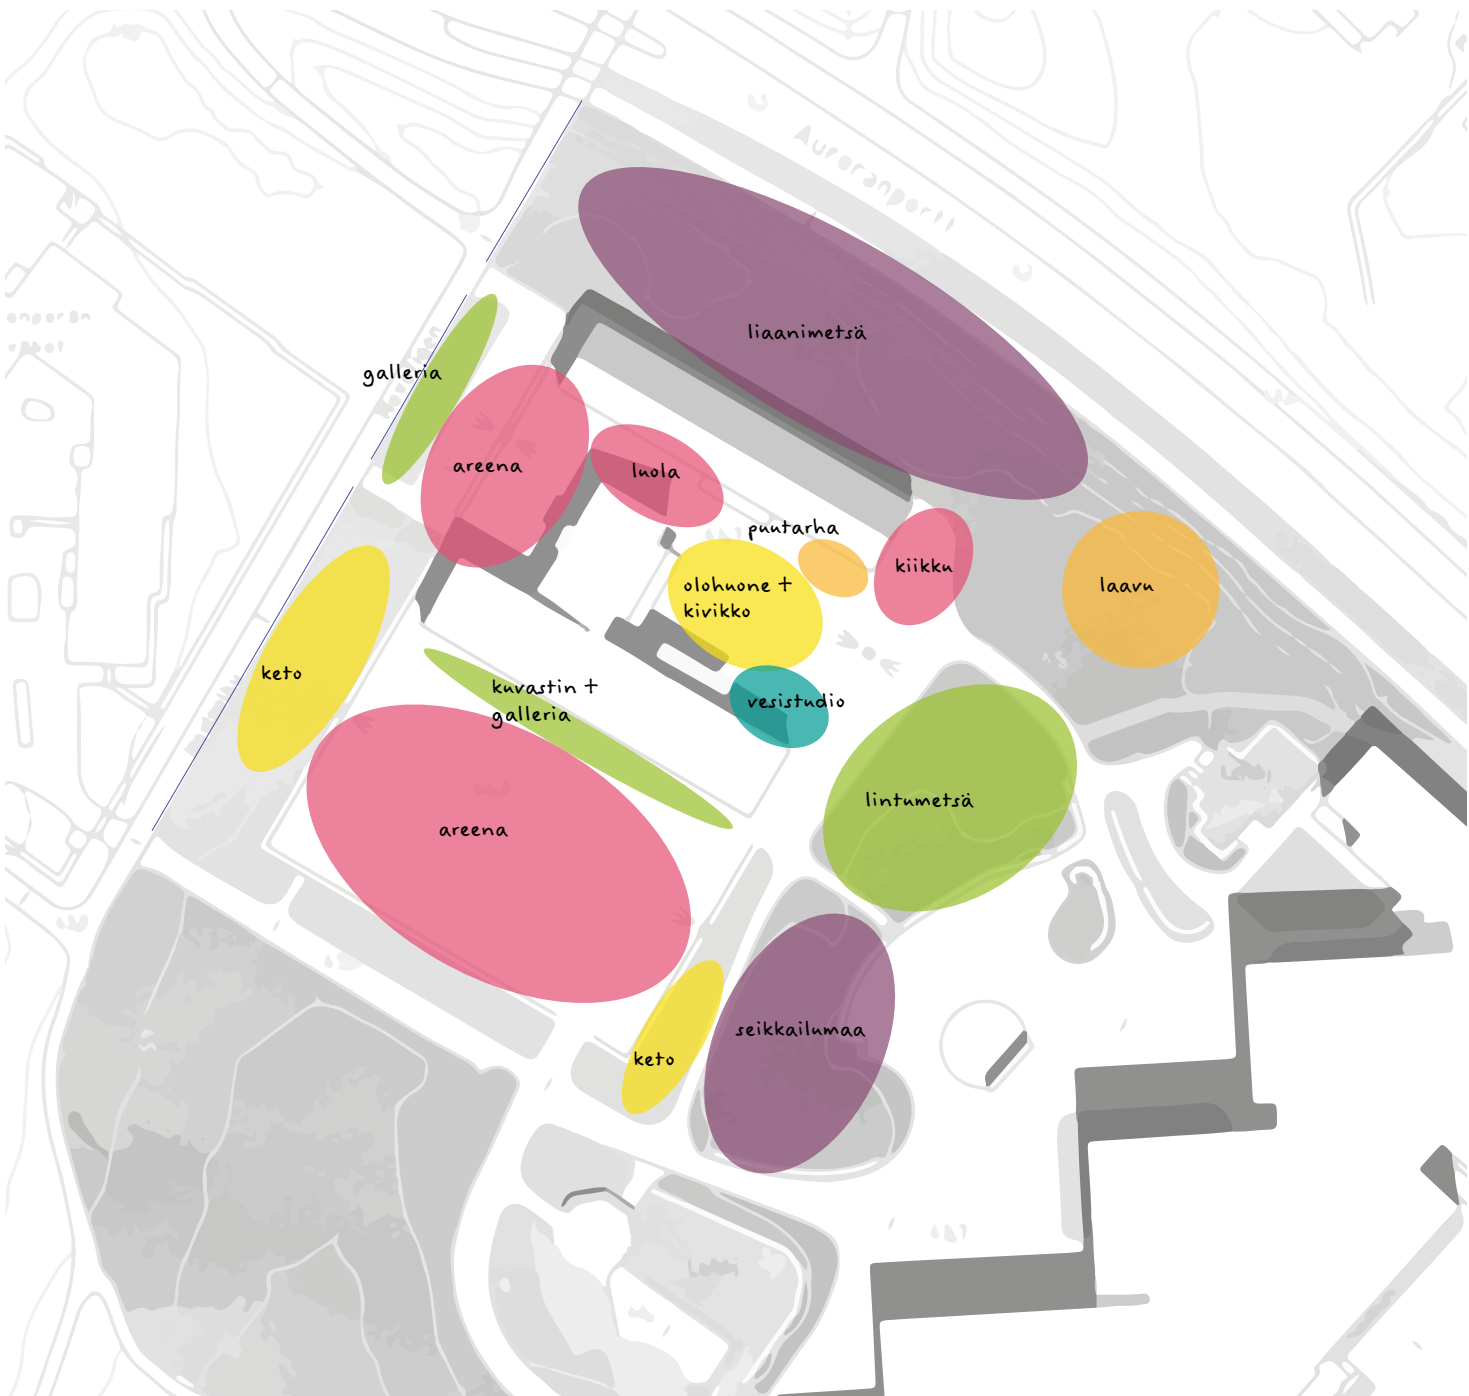 Auroranportti
liaanimetsä
galleria
areena
luola
puutarha
kiikku
olohuone +
kivikko
laavu
keto
kuvastin +
galleria
vesistudio
lintumetsä
areena
seikkailumaa
keto